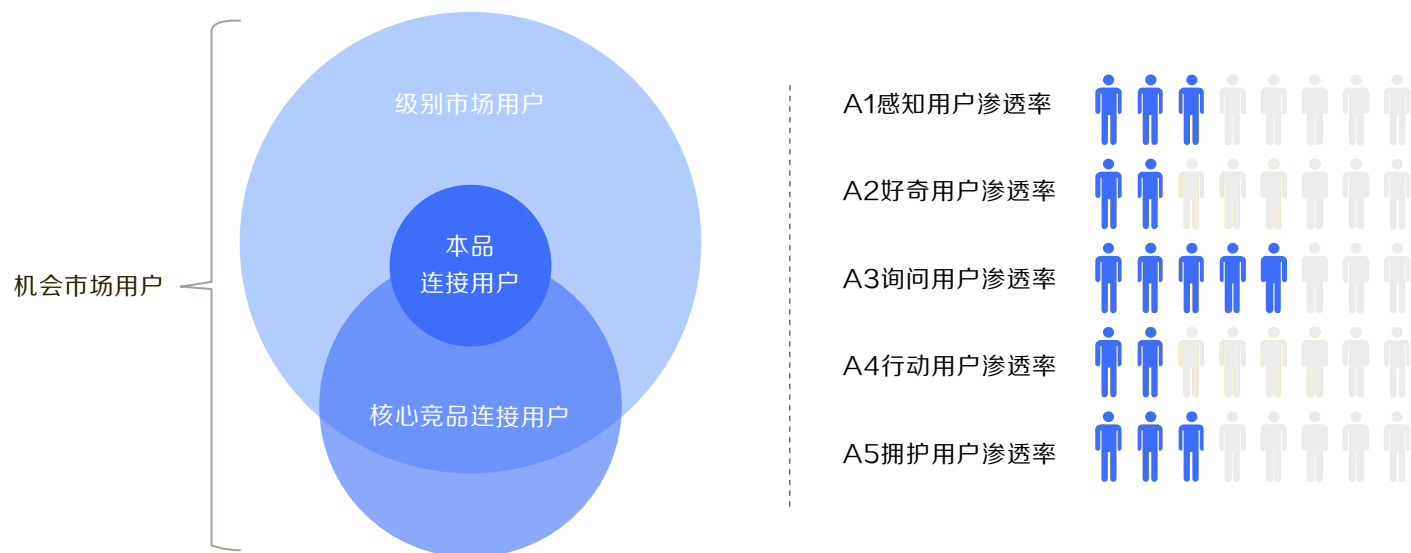 机会市场用户
级别市场用户
本品
连接用户
核心竞品连接用户
A1感知用户渗透率
A2好奇用户渗透率
A3询问用户渗透率
A4行动用户渗透率
A5拥护用户渗透率